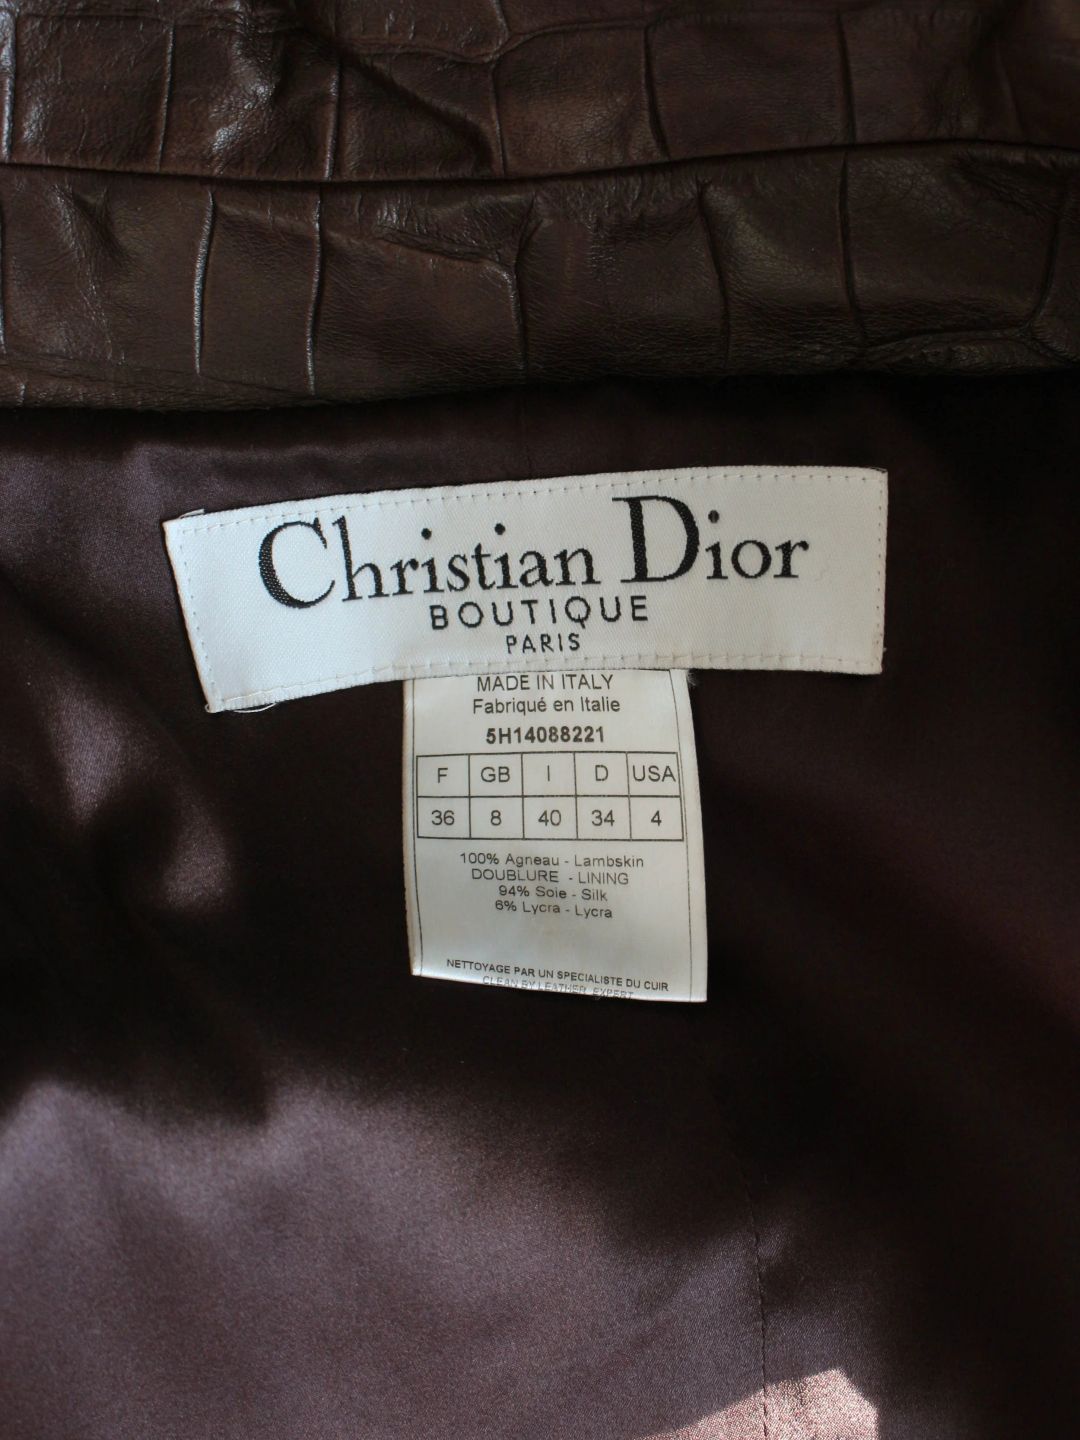 Christian Dior
BOUTIQUE
PARIS
MADE IN ITALY
Fabriqué en Italie
5H14088221
F GB I D USA
36 8 40 34 4
100% Agneau - Lambskin
DOUBLURE - LINING
94% Soie - Silk
6% Lycra - Lycra
NETTOYAGE PAR UN SPECIALISTE DU CUIR
CLEAN BY LEATHER EXPERT